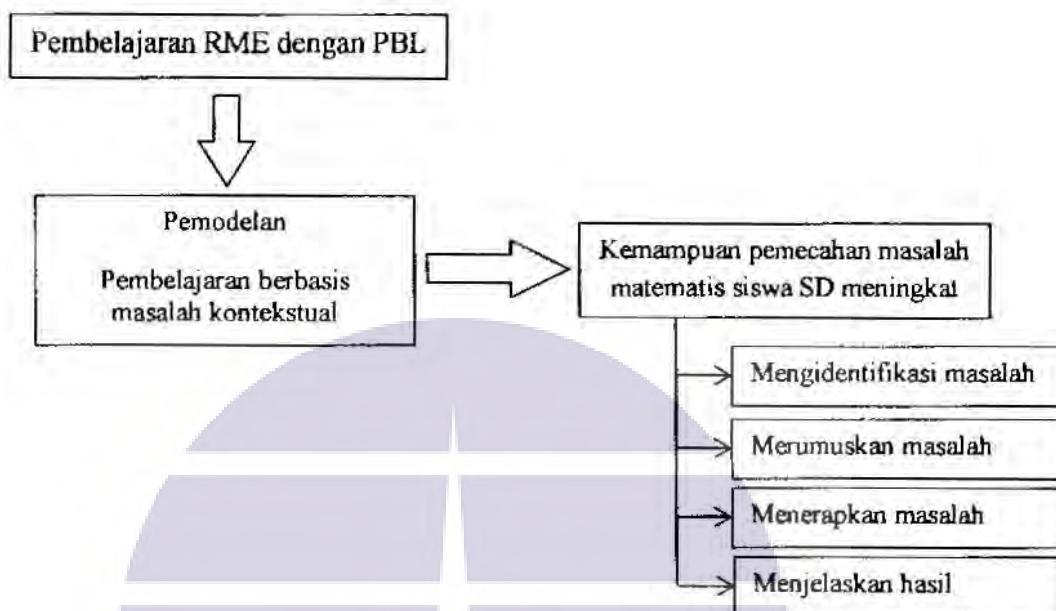 Pembelajaran RME dengan PBL
Pemodelan
Pembelajaran berbasis
masalah kontekstual
Kemampuan pemecahan masalah
matematis siswa SD meningkat
Mengidentifikasi masalah
Merumuskan masalah
Menerapkan masalah
Menjelaskan hasil